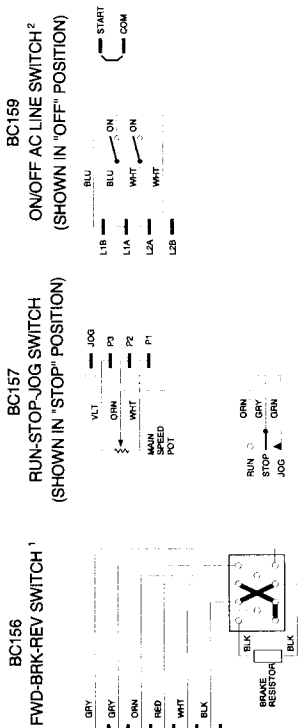 BC156
FWD-BRK-REV SWITCH ¹
GRY
GRY
ORN
RED
WHT
BLK
BLK
BLK
BRAKE
RESISTOR
BC157
RUN-STOP-JOG SWITCH
(SHOWN IN "STOP" POSITION)
VLT
ORN
WHT
JOG
P3
P2
P1
MAIN
SPEED
POT
RUN
STOP
JOG
ORN
GRY
GRN
BC159
ON/OFF AC LINE SWITCH²
(SHOWN IN "OFF" POSITION)
L1B
L1A
L2A
L2B
BLU
BLU
WHT
WHT
ON
ON
START
COM